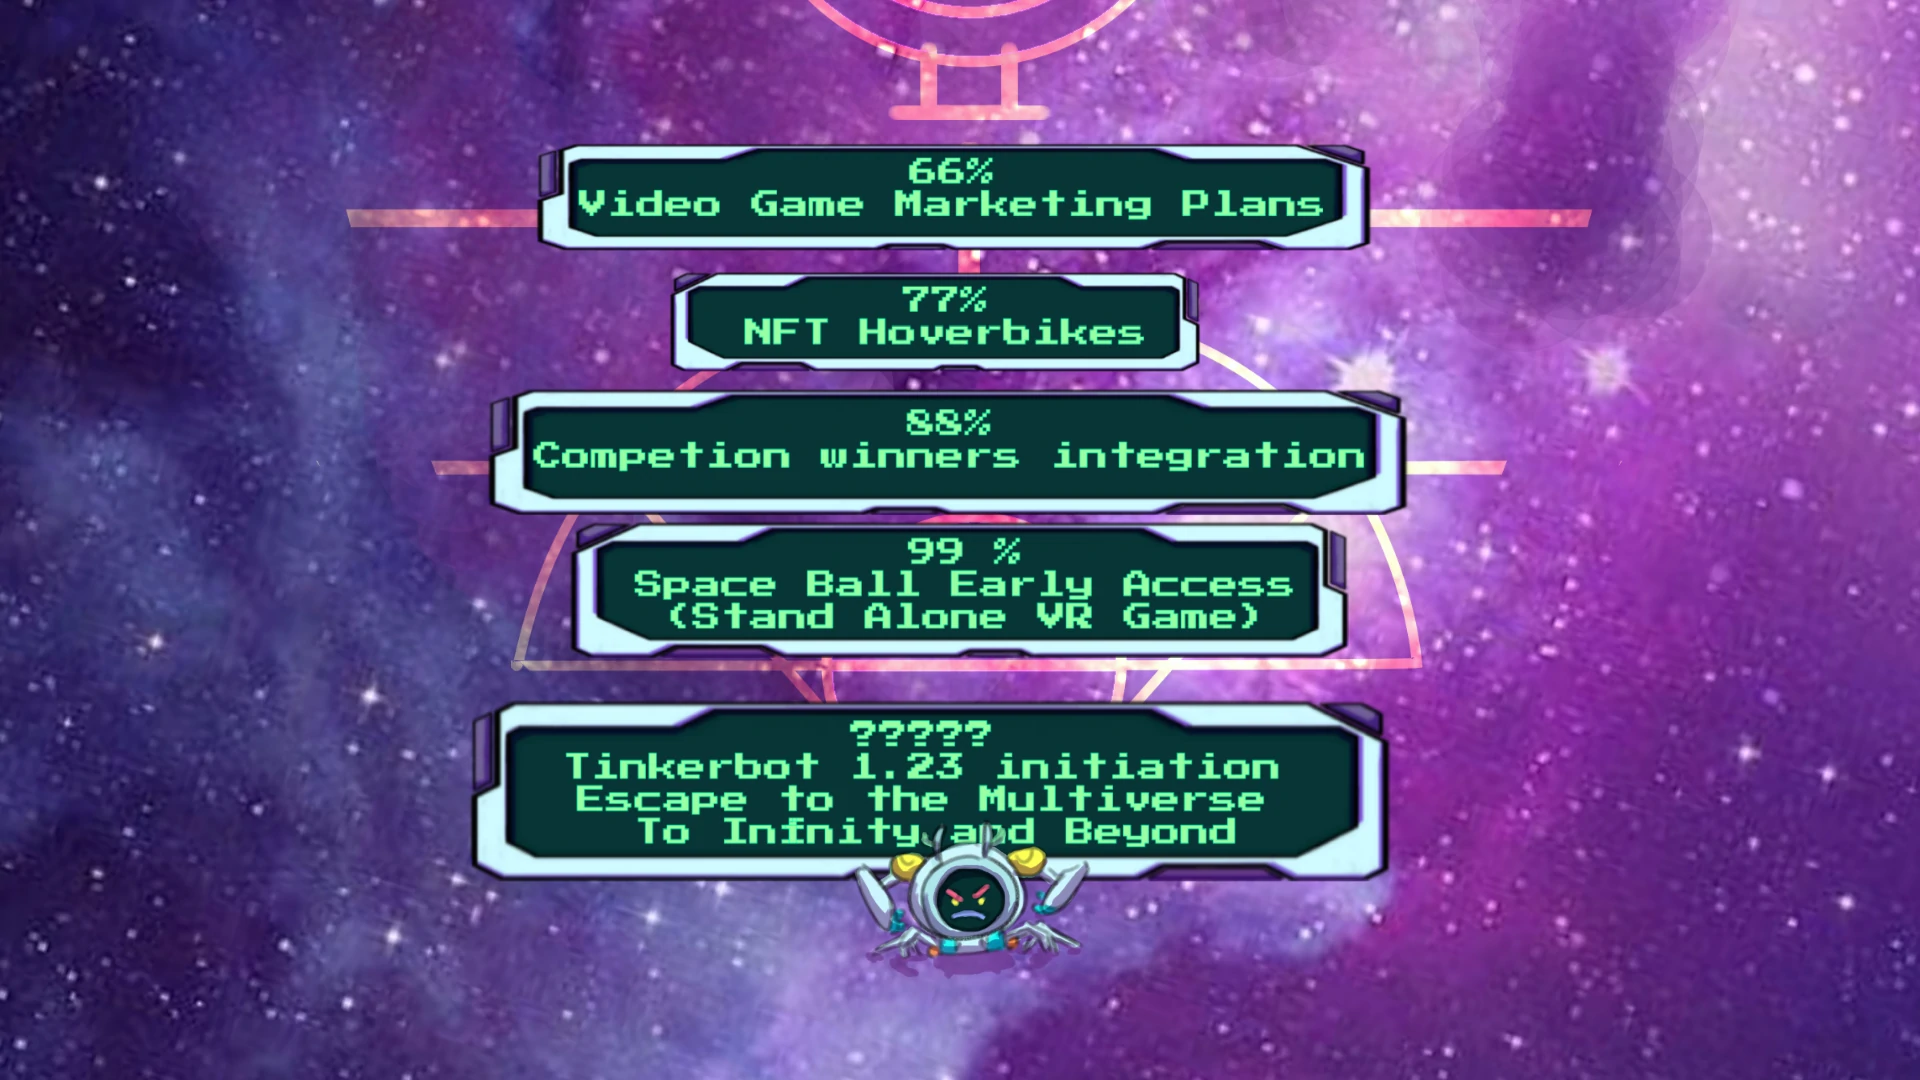 66%
Video Game Marketing Plans
77%
NFT Hoverbikes
88%
Competion winners integration
99 %
Space Ball Early Access
(Stand Alone VR Game)
?????
Tinkerbot 1.23 initiation
Escape to the Multiverse
To Infnity and Beyond